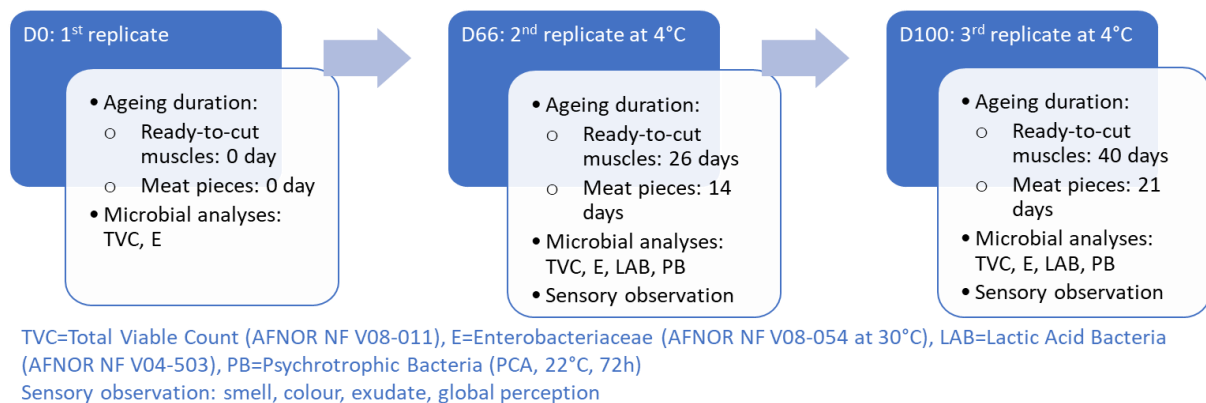 D0: 1st replicate
• Ageing duration:
o Ready-to-cut
muscles: 0 day
o Meat pieces: 0 day
• Microbial analyses:
TVC, E
D66: 2nd replicate at 4°C
• Ageing duration:
o Ready-to-cut
muscles: 26 days
o Meat pieces: 14
days
• Microbial analyses:
TVC, E, LAB, PB
• Sensory observation
D100: 3rd replicate at 4°C
• Ageing duration:
o Ready-to-cut
muscles: 40 days
o Meat pieces: 21
days
• Microbial analyses:
TVC, E, LAB, PB
• Sensory observation
TVC=Total Viable Count (AFNOR NF V08-011), E=Enterobacteriaceae (AFNOR NF V08-054 at 30°C), LAB=Lactic Acid Bacteria
(AFNOR NF V04-503), PB=Psychrotrophic Bacteria (PCA, 22°C, 72h)
Sensory observation: smell, colour, exudate, global perception